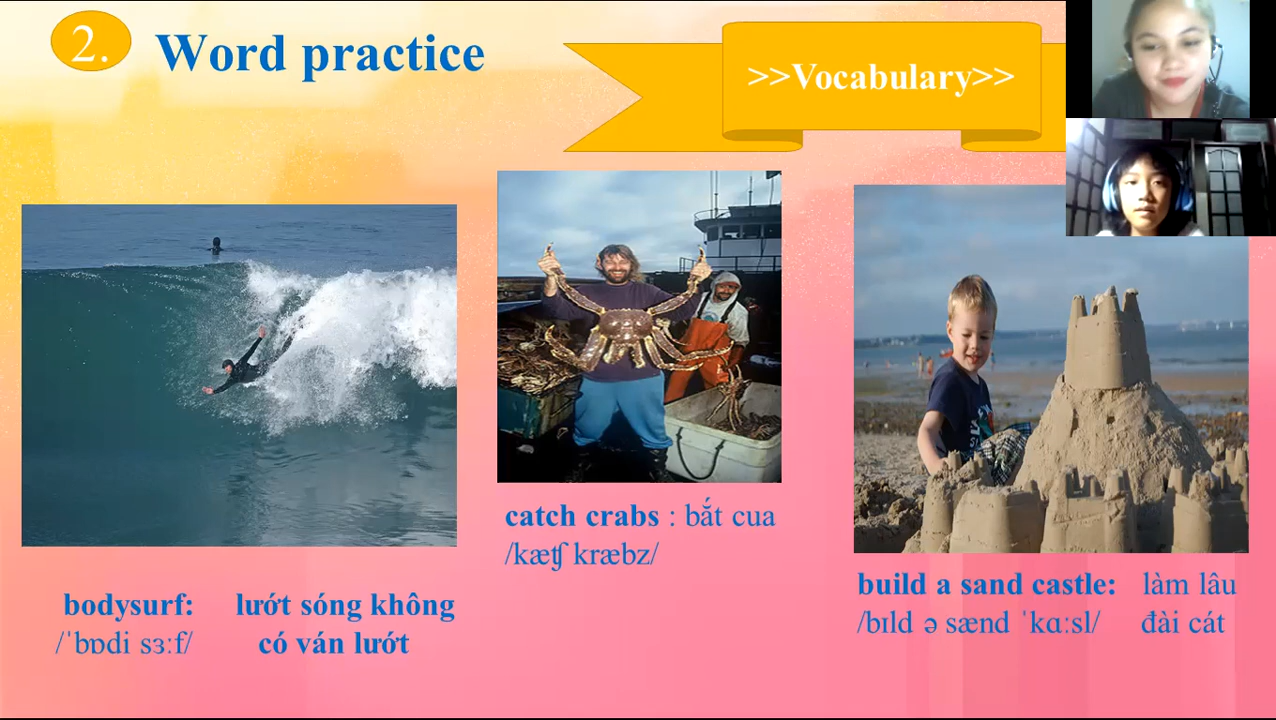 2.
Word practice
>>Vocabulary>>
catch crabs : bắt cua
/kæʧ kræbz/
build a sand castle: làm lâu
/bɪld ə sænd ˈkɑːsl/ đài cát
bodysurf: lướt sóng không
/ˈbɒdi sɜːf/ có ván lướt